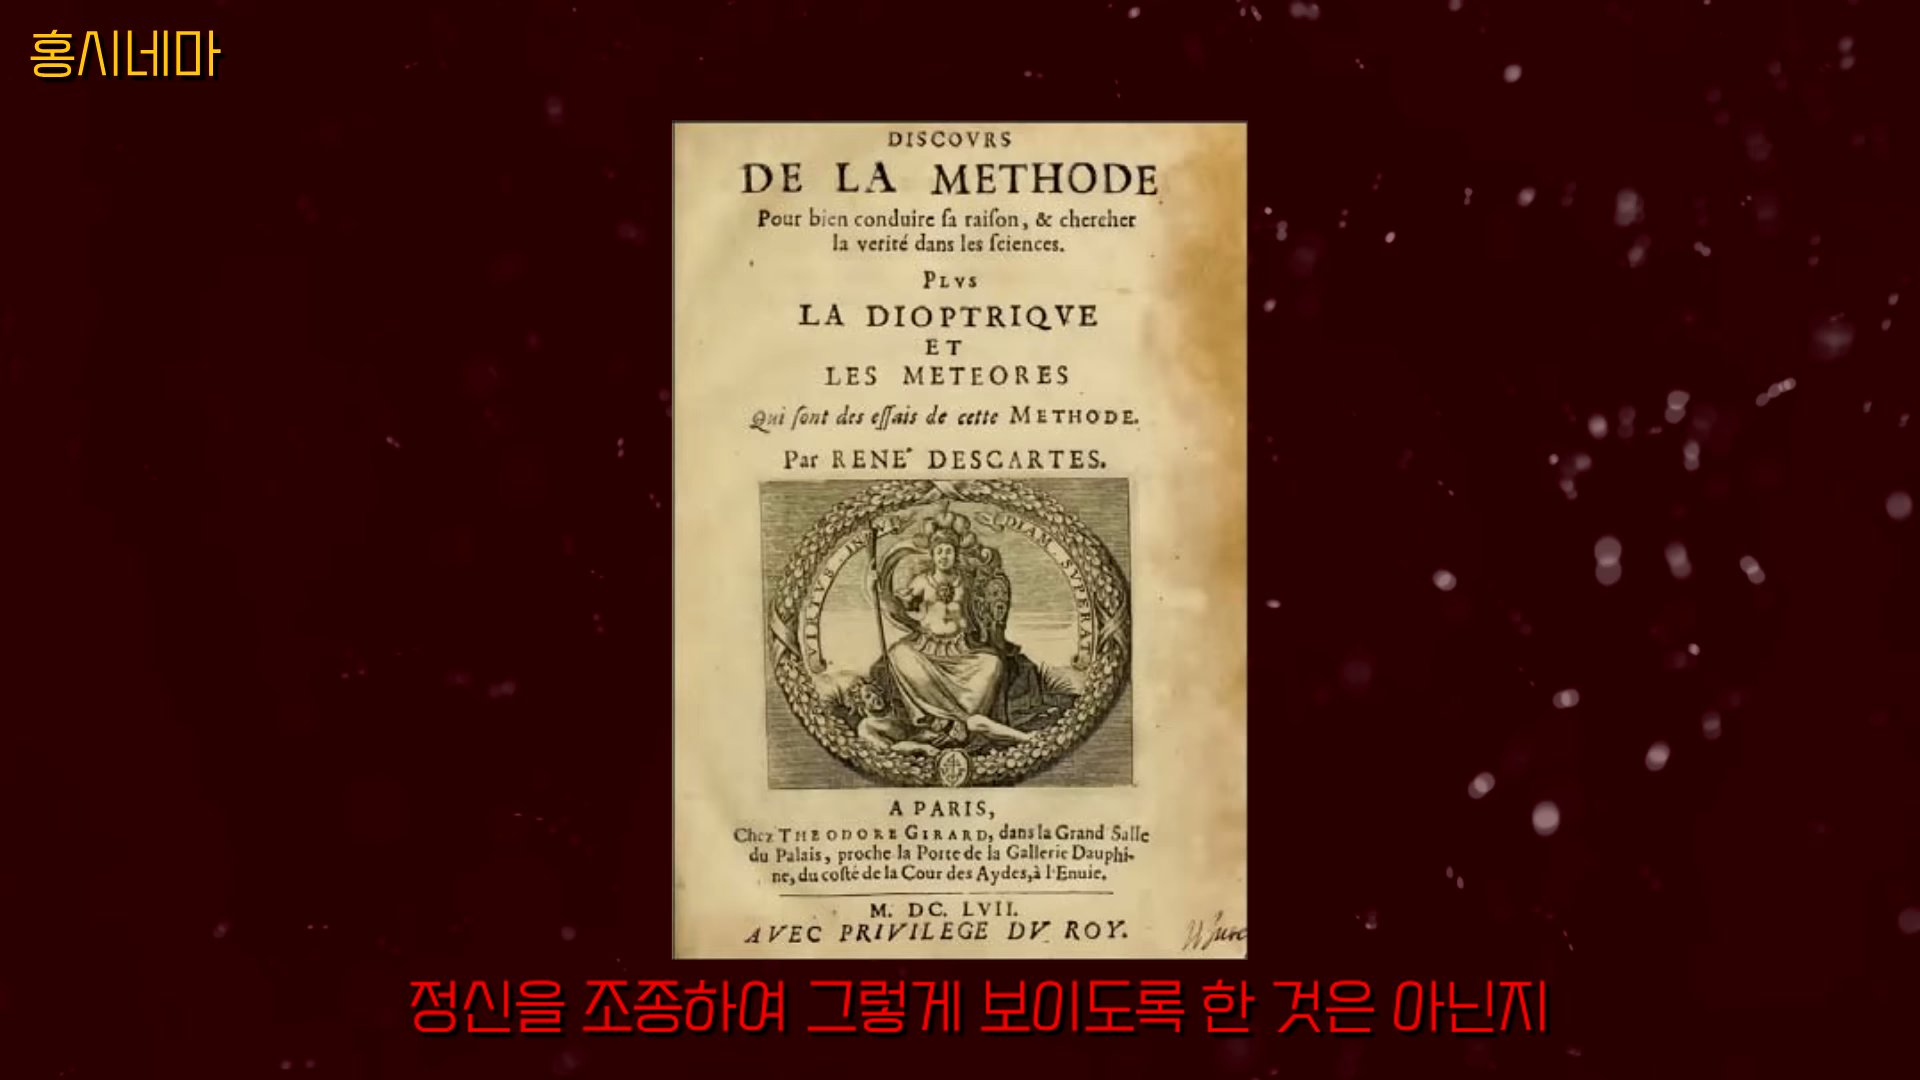 홍시네마
DISCOVRS
DE LA METHODE
Pour bien conduire ſa raiſon, & chercher
la verité dans les ſciences.
PLVS
LA DIOPTRIQVE
ET
LES METEORES
Qui ſont des eſſais de cette METHODE.
Par RENE' DESCARTES.
VIRTVS INVIDIAM SVPERAT
A PARIS,
Chez THEODORE GIRARD, dans la Grand Salle
du Palais, proche la Porte de la Gallerie Dauphi-
ne, du coſté de la Cour des Aydes, à l'Enuie.
M. DC. LVII.
AVEC PRIVILEGE DV ROY.
정신을 조종하여 그렇게 보이도록 한 것은 아닌지